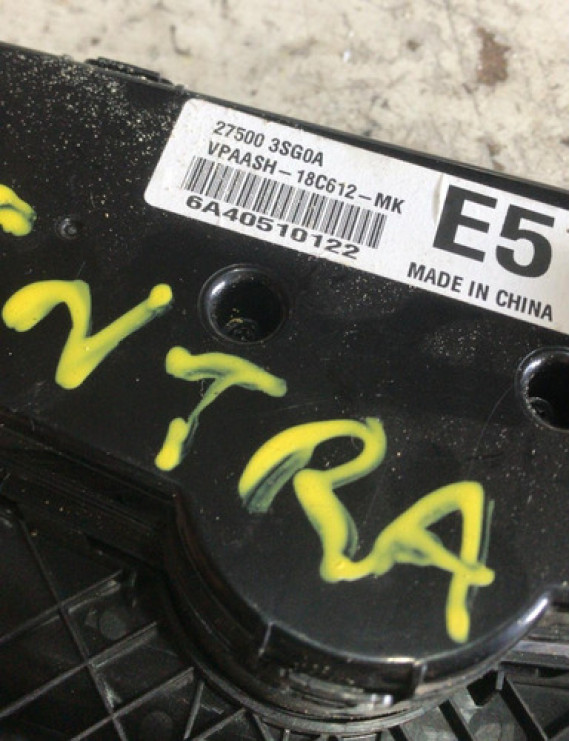 27500 3SG0A
VPAASH-18C612-MK
6A40510122
E5
MADE IN CHINA
NTRA